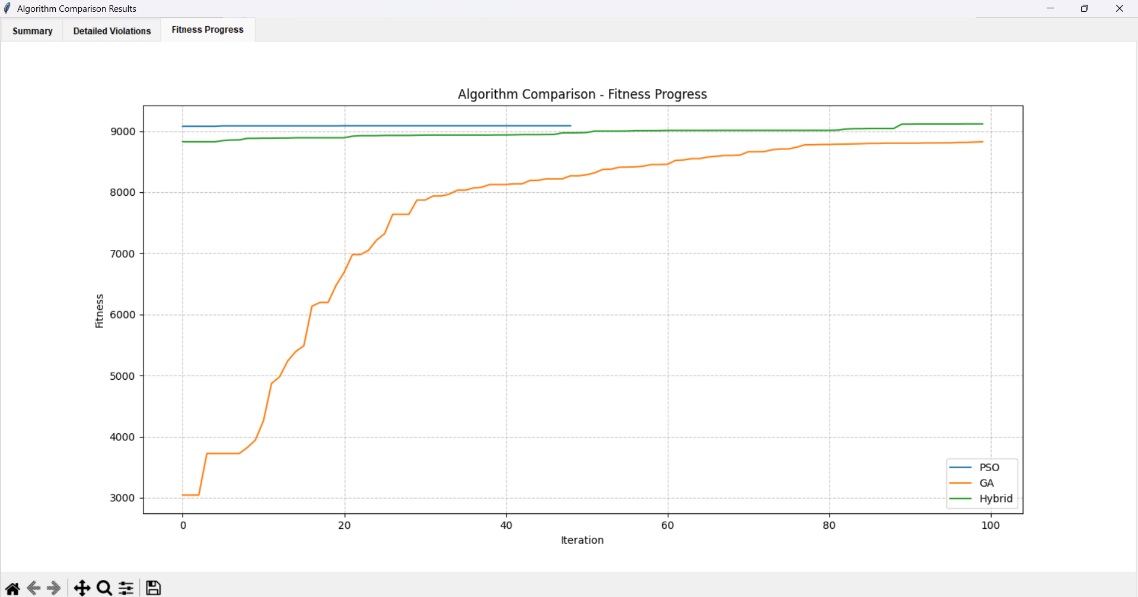 Algorithm Comparison Results
Summary Detailed Violations Fitness Progress
Algorithm Comparison - Fitness Progress
9000
8000
7000
6000
5000
4000
3000
Fitness
0 20 40 60 80 100
Iteration
PSO
GA
Hybrid